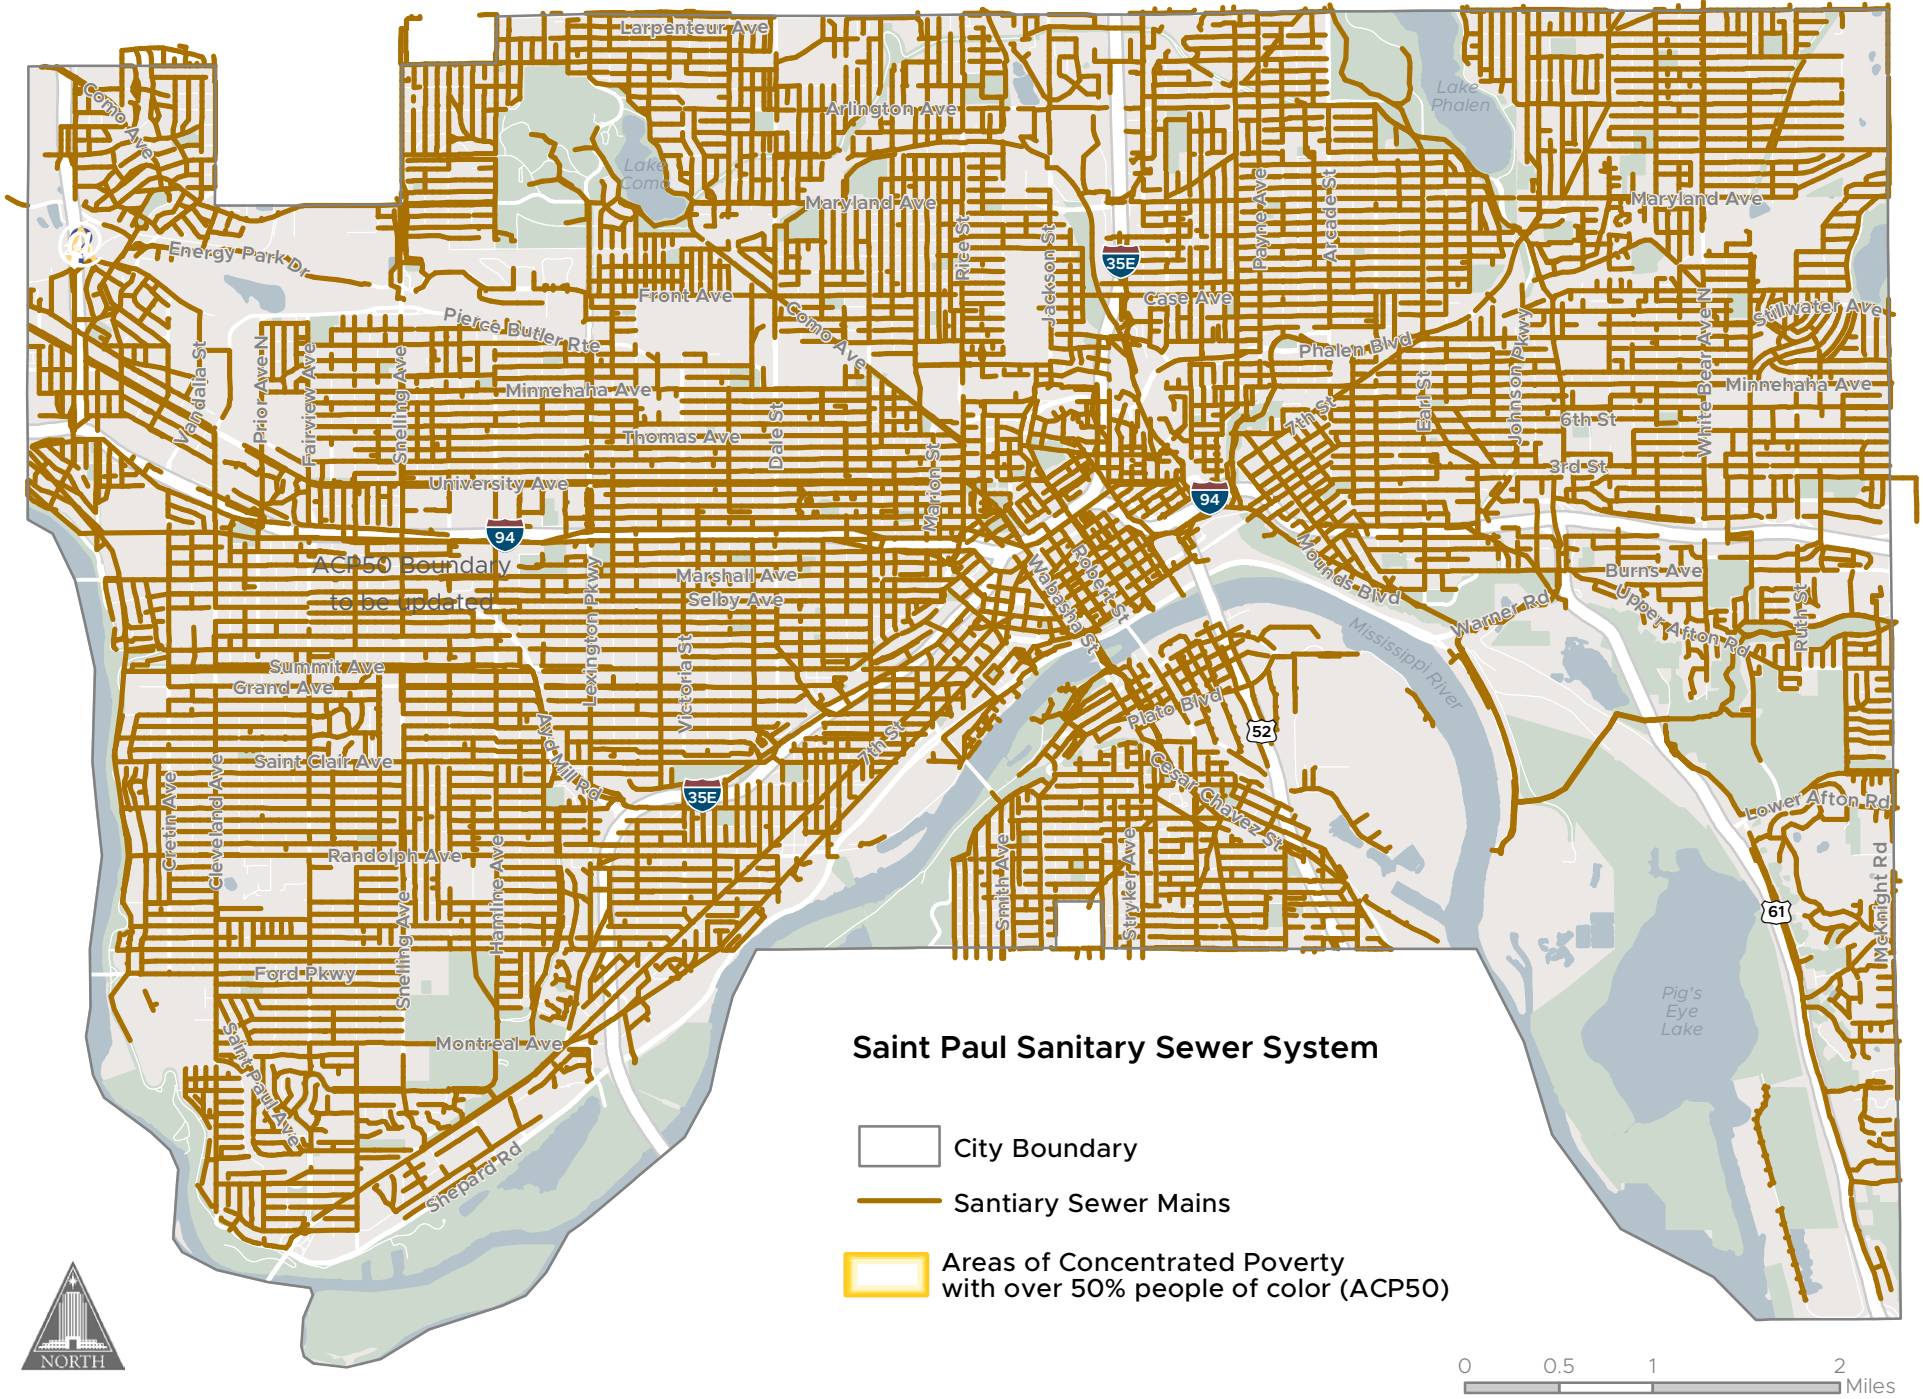 Larpenteur Ave
Como Ave
Arlington Ave
Lake
Phalen
Lake
Como
Maryland Ave
Maryland Ave
Energy Park Dr
Rice St
Jackson St
35E
Payne Ave
Arcade St
Front Ave
Case Ave
Como Ave
Stillwater Ave
Pierce Butler Rte
Phalen Blvd
Johnson Pkwy
White Bear Ave N
Vandalia St
Prior Ave N
Fairview Ave
Snelling Ave
Minnehaha Ave
Minnehaha Ave
Earl St
7th St
6th St
Thomas Ave
Dale St
Marion St
3rd St
University Ave
94
94
ACP50 Boundary
to be updated
Lexington Pkwy
Marshall Ave
Selby Ave
Wabasha St
Robert St
Mounds Blvd
Burns Ave
Warner Rd
Upper Afton Rd
Ruth St
Mississippi River
Summit Ave
Grand Ave
Victoria St
Ayd Mill Rd
7th St
Plato Blvd
52
Saint Clair Ave
35E
Cesar Chavez St
Cretin Ave
Cleveland Ave
Lower Afton Rd
Randolph Ave
Hamline Ave
Snelling Ave
Smith Ave
Stryker Ave
61
McKnight Rd
Ford Pkwy
Pig's
Eye
Lake
Saint Paul Ave
Montreal Ave
Shepard Rd
Saint Paul Sanitary Sewer System
City Boundary
Santiary Sewer Mains
Areas of Concentrated Poverty
with over 50% people of color (ACP50)
NORTH
0 0.5 1 2
Miles